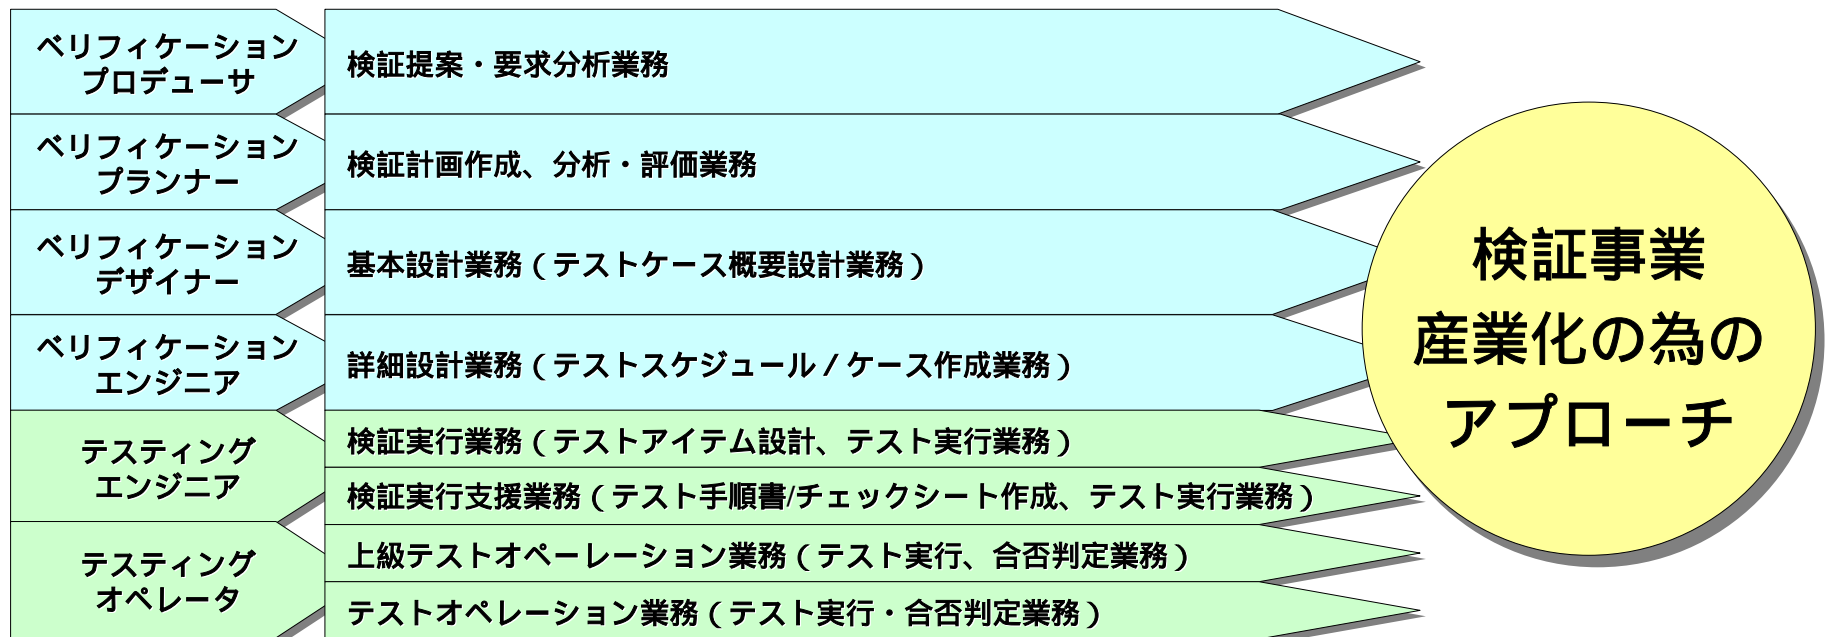 ベリフィケーション
プロデューサ
検証提案・要求分析業務
ベリフィケーション
プランナー
検証計画作成、分析・評価業務
ベリフィケーション
デザイナー
基本設計業務（テストケース概要設計業務）
ベリフィケーション
エンジニア
詳細設計業務（テストスケジュール／ケース作成業務）
テスティング
エンジニア
検証実行業務（テストアイテム設計、テスト実行業務）
検証実行支援業務（テスト手順書/チェックシート作成、テスト実行業務）
テスティング
オペレータ
上級テストオペーレーション業務（テスト実行、合否判定業務）
テストオペレーション業務（テスト実行・合否判定業務）
検証事業
産業化の為の
アプローチ